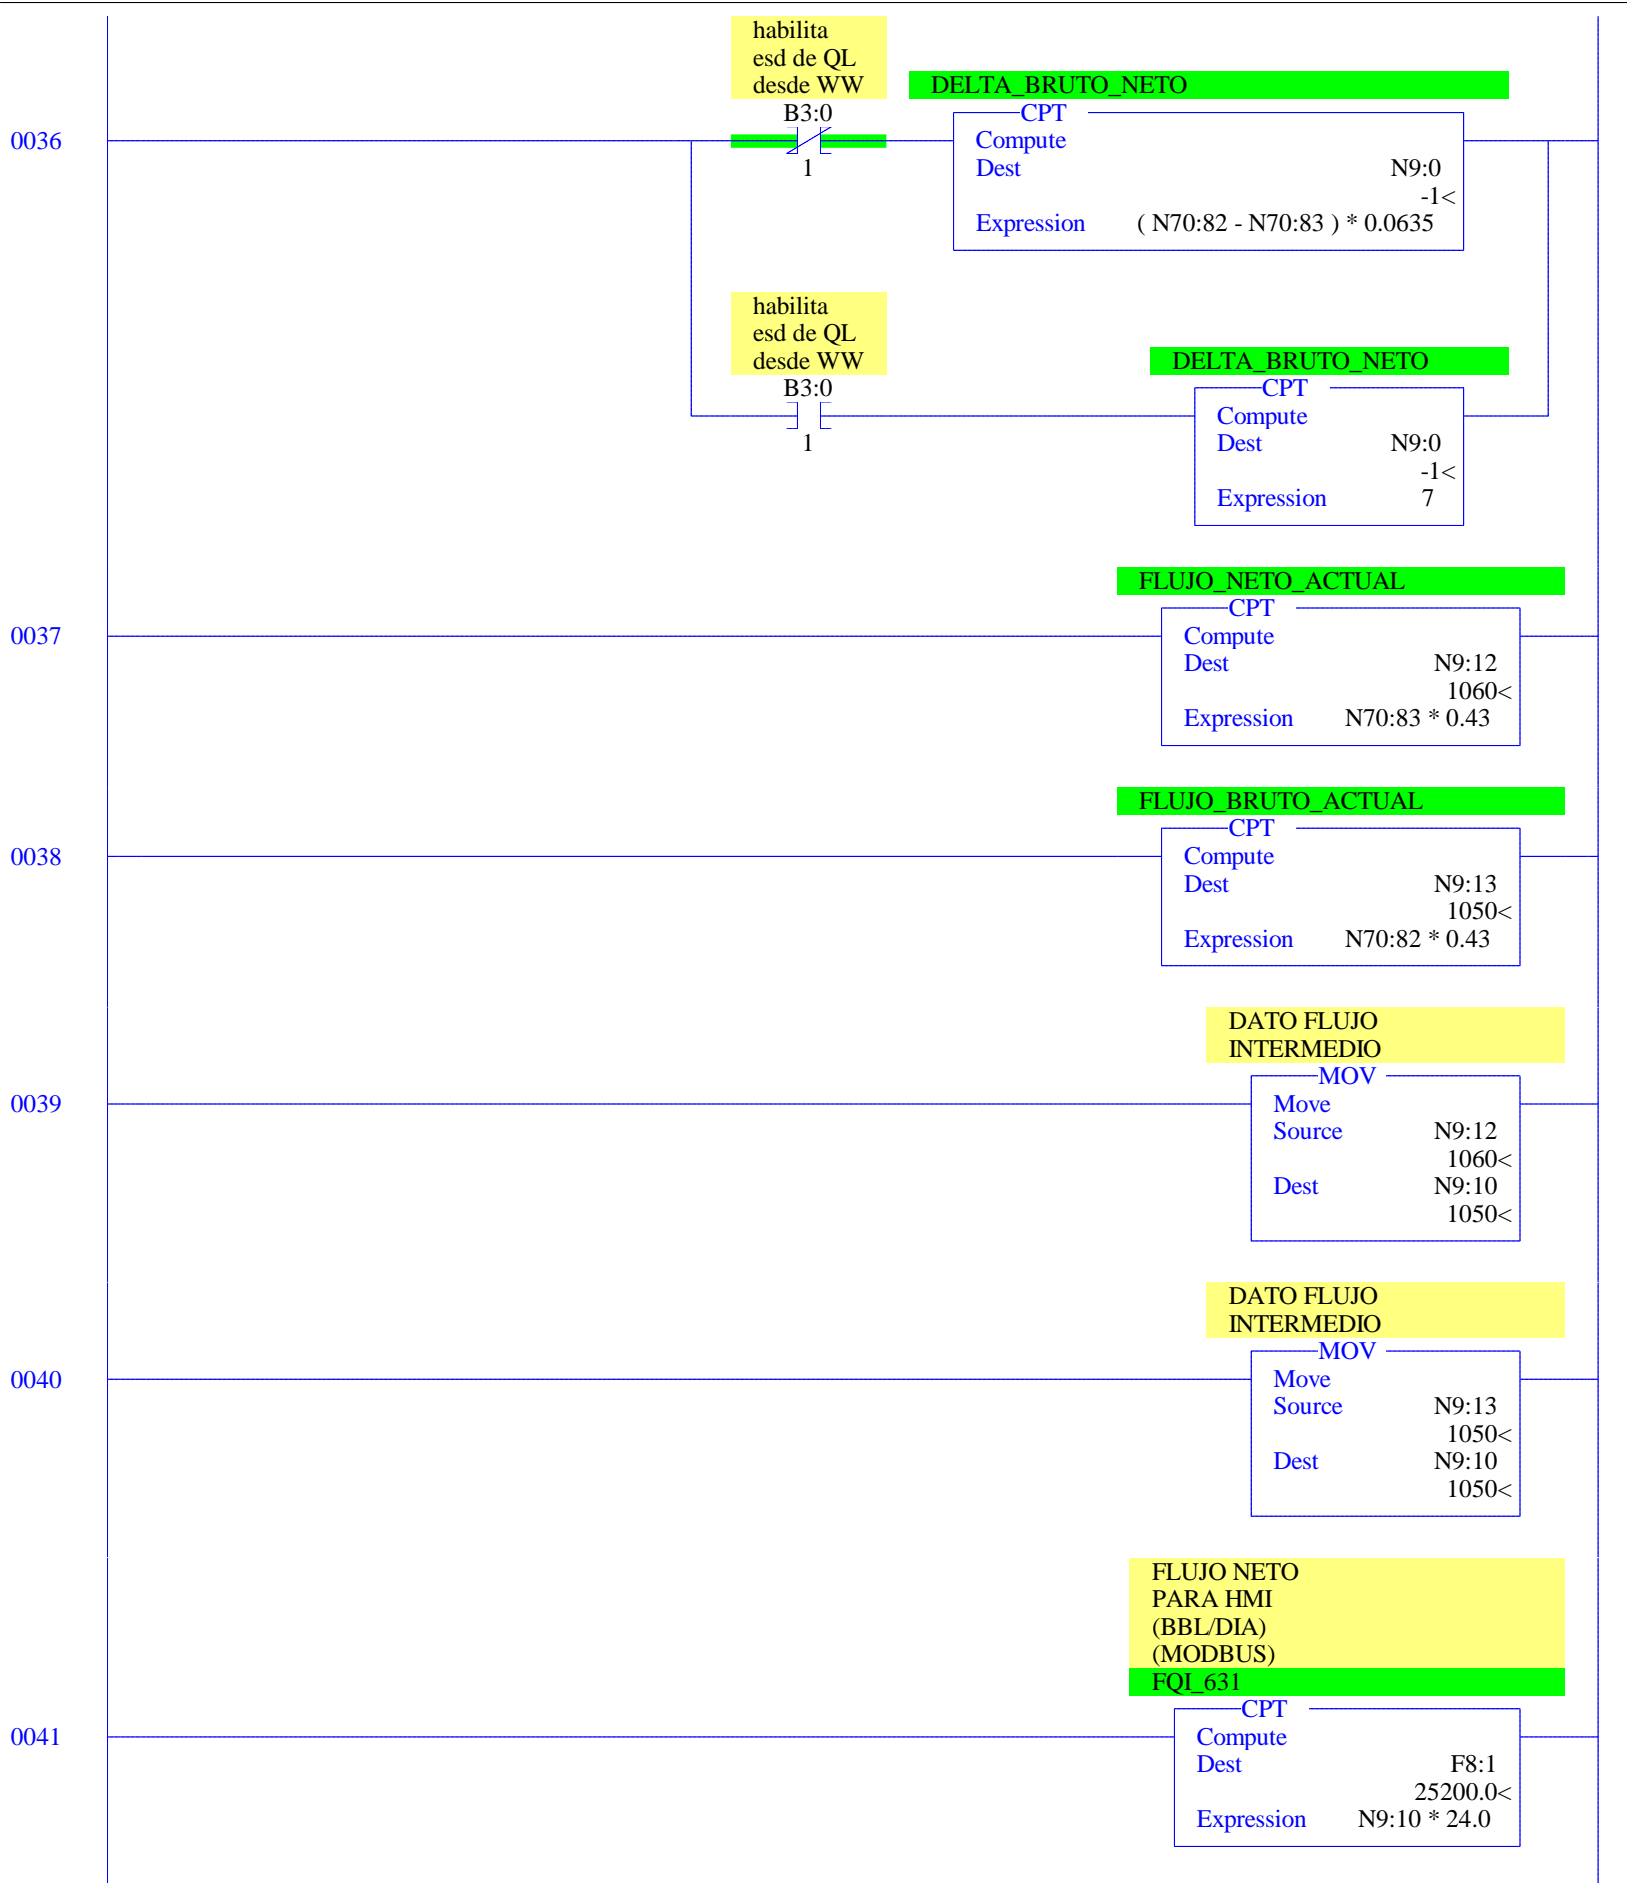 habilita
esd de QL
desde WW
DELTA_BRUTO_NETO
B3:0
CPT
0036
Compute
1
Dest N9:0
-1<
Expression ( N70:82 - N70:83 ) * 0.0635
habilita
esd de QL
desde WW
DELTA_BRUTO_NETO
B3:0
CPT
Compute
1
Dest N9:0
-1<
Expression 7
FLUJO_NETO_ACTUAL
CPT
0037
Compute
Dest N9:12
1060<
Expression N70:83 * 0.43
FLUJO_BRUTO_ACTUAL
CPT
0038
Compute
Dest N9:13
1050<
Expression N70:82 * 0.43
DATO FLUJO
INTERMEDIO
MOV
0039
Move
Source N9:12
1060<
Dest N9:10
1050<
DATO FLUJO
INTERMEDIO
MOV
0040
Move
Source N9:13
1050<
Dest N9:10
1050<
FLUJO NETO
PARA HMI
(BBL/DIA)
(MODBUS)
FQI_631
CPT
0041
Compute
Dest F8:1
25200.0<
Expression N9:10 * 24.0